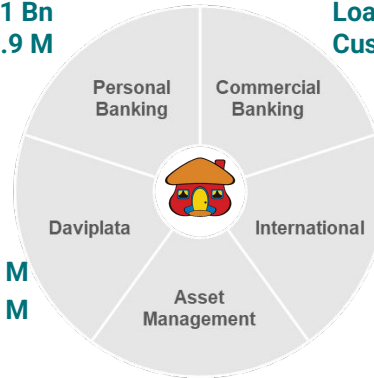 1 Bn
.9 M
Loa
Cus
Personal
Banking
Commercial
Banking
Daviplata
International
M
M
Asset
Management